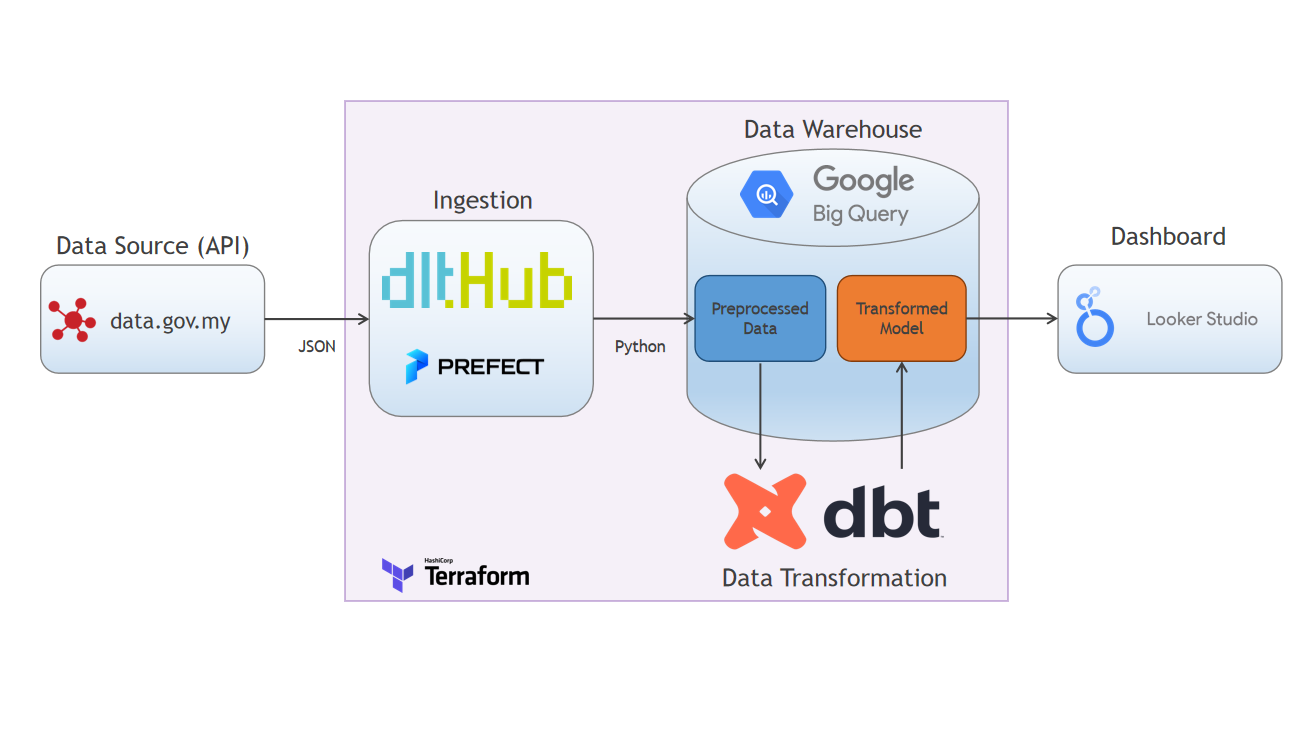 Data Source (API)
data.gov.my
JSON
Ingestion
dltHub
PREFECT
Python
Data Warehouse
Google
Big Query
Preprocessed
Data
Transformed
Model
dbt
Data Transformation
HashiCorp
Terraform
Dashboard
Looker Studio